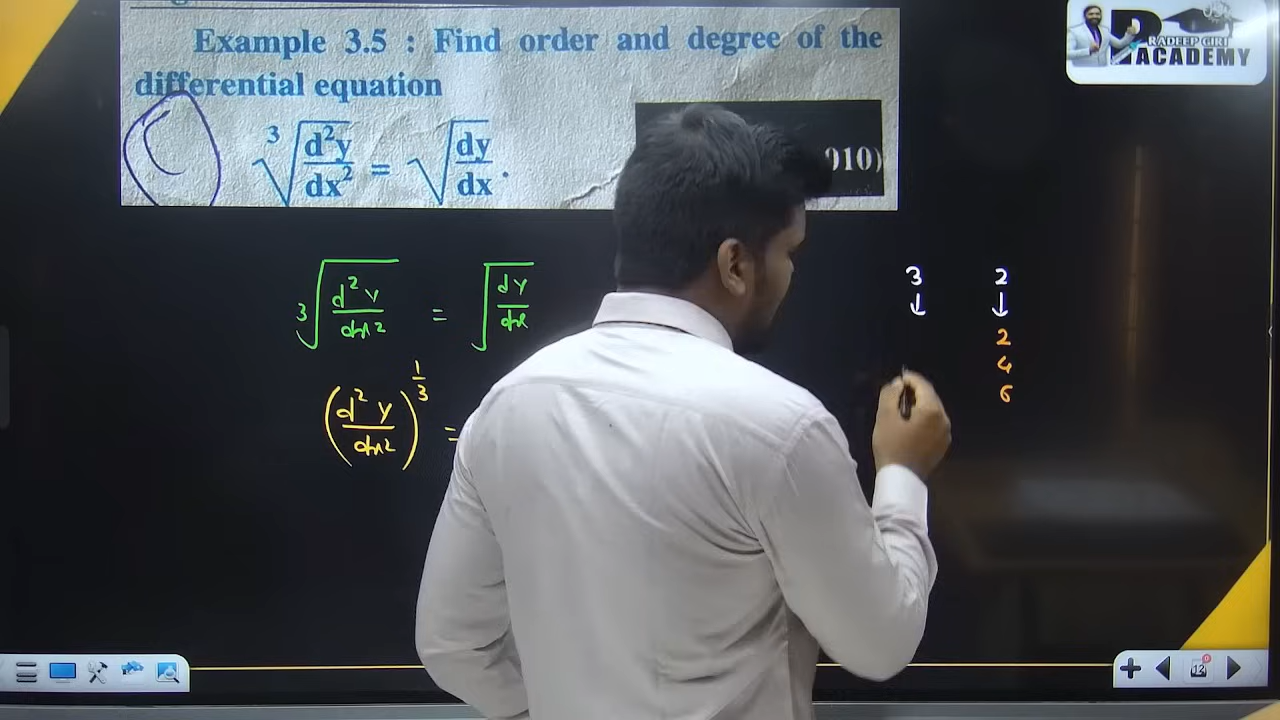 Example 3.5 : Find order and degree of the
differential equation
∛(d²y/dx²) = √(dy/dx).
010)
PRADEEP GIRI
ACADEMY
∛(d²y/dx²) = √(dy/dx)
(d²y/dx²)^(1/3) =
3 2
↓ ↓
2
4
6
12